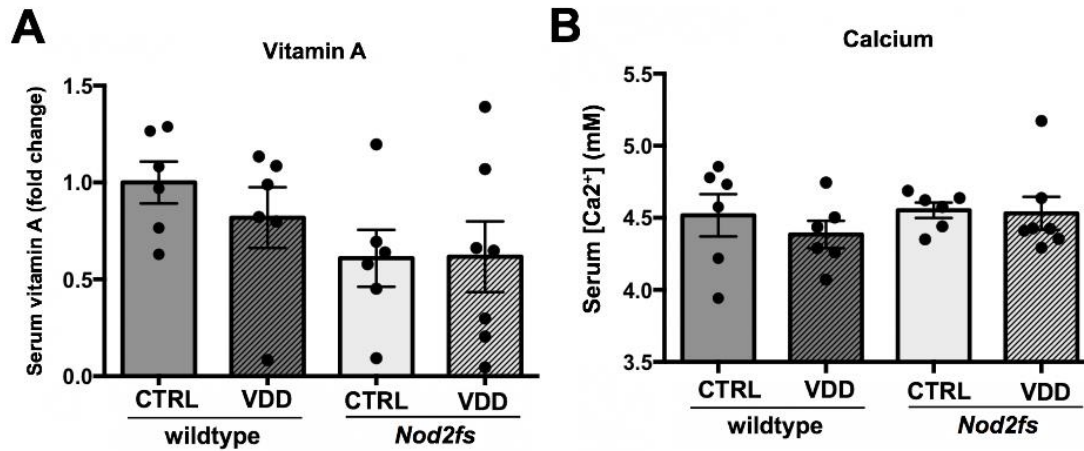 A
Vitamin A
Serum vitamin A (fold change)
1.5
1.0
0.5
0.0
CTRL VDD CTRL VDD
wildtype Nod2fs
B
Calcium
Serum [Ca2+] (mM)
5.5
5.0
4.5
4.0
3.5
CTRL VDD CTRL VDD
wildtype Nod2fs